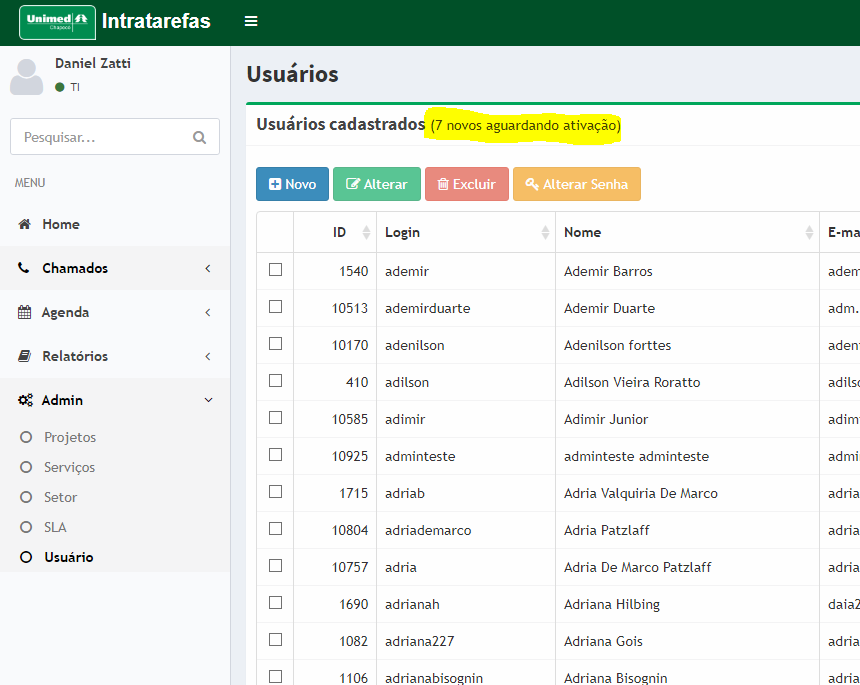 Unimed Chapecó Intratarefas
Daniel Zatti
TI
Pesquisar...
MENU
Home
Chamados
Agenda
Relatórios
Admin
Projetos
Serviços
Setor
SLA
Usuário
Usuários
Usuários cadastrados (7 novos aguardando ativação)
Novo Alterar Excluir Alterar Senha
ID Login Nome E-ma
1540 ademir Ademir Barros adem
10513 ademirduarte Ademir Duarte adm.
10170 adenilson Adenilson forttes aden
410 adilson Adilson Vieira Roratto adils
10585 adimir Adimir Junior adim
10925 adminteste adminteste adminteste admi
1715 adriab Adria Valquiria De Marco adria
10804 adriademarco Adria Patzlaff adria
10757 adria Adria De Marco Patzlaff adria
1690 adrianah Adriana Hilbing daia2
1082 adriana227 Adriana Gois adria
1106 adrianabisognin Adriana Bisognin adria